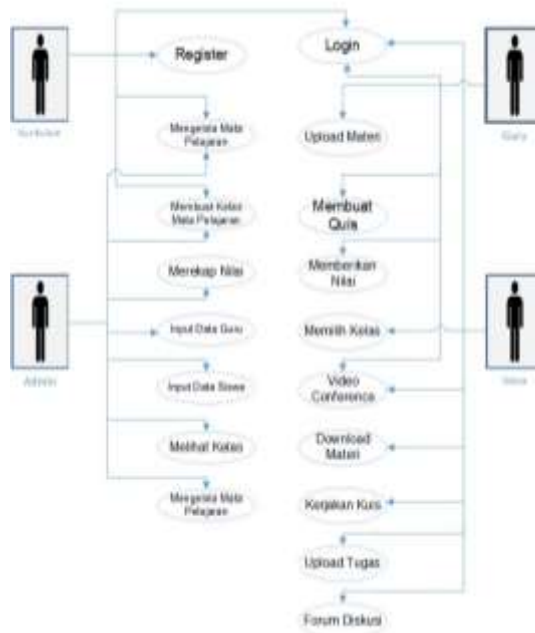 Register
Login
Guru
Mengelola Mata
Pelajaran
Upload Materi
Membuat Kelas
Mata Pelajaran
Membuat
Quis
Merekap Nilai
Memberikan
Nilai
Input Data Guru
Memilih Kelas
Admin
Input Data Siswa
Video
Conference
Melihat Kelas
Download
Materi
Mengelola Mata
Pelajaran
Kerjakan Kuis
Upload Tugas
Forum Diskusi